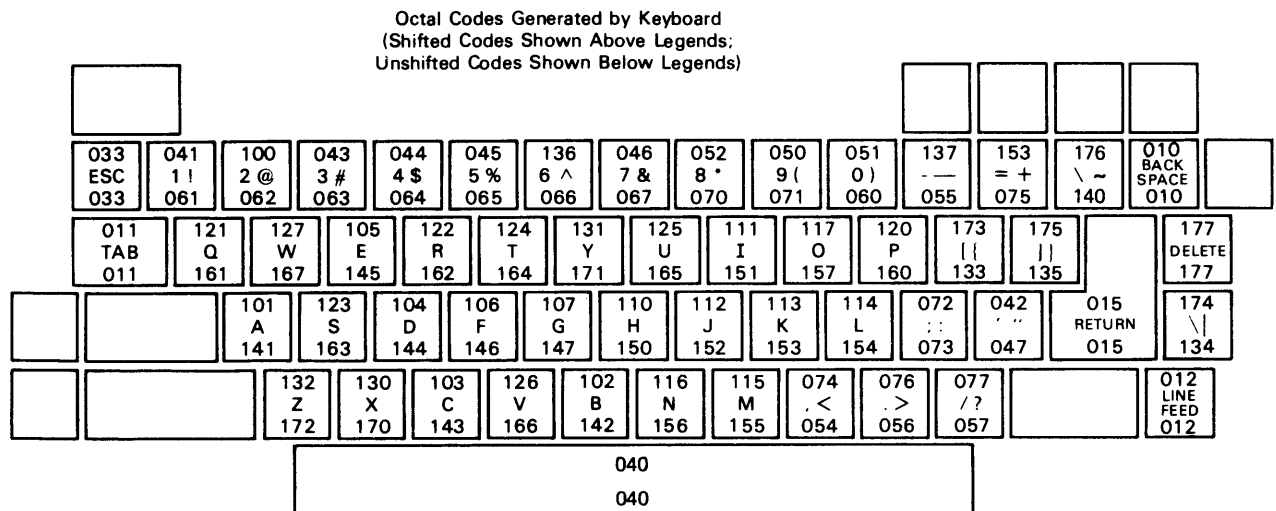 Octal Codes Generated by Keyboard
(Shifted Codes Shown Above Legends;
Unshifted Codes Shown Below Legends)
033 041 100 043 044 045 136 046 052 050 051 137 153 176 010
ESC 1 ! 2 @ 3 # 4 $ 5 % 6 ^ 7 & 8 * 9 ( 0 ) - — = + \ ~ BACK SPACE
033 061 062 063 064 065 066 067 070 071 060 055 075 140 010
011 121 127 105 122 124 131 125 111 117 120 173 175 177
TAB Q W E R T Y U I O P [ { ] } DELETE
011 161 167 145 162 164 171 165 151 157 160 133 135 177
101 123 104 106 107 110 112 113 114 072 042 015 174
A S D F G H J K L ; : ' " RETURN \ |
141 163 144 146 147 150 152 153 154 073 047 015 134
132 130 103 126 102 116 115 074 076 077 012
Z X C V B N M , < . > / ? LINE FEED
172 170 143 166 142 156 155 054 056 057 012
040
040